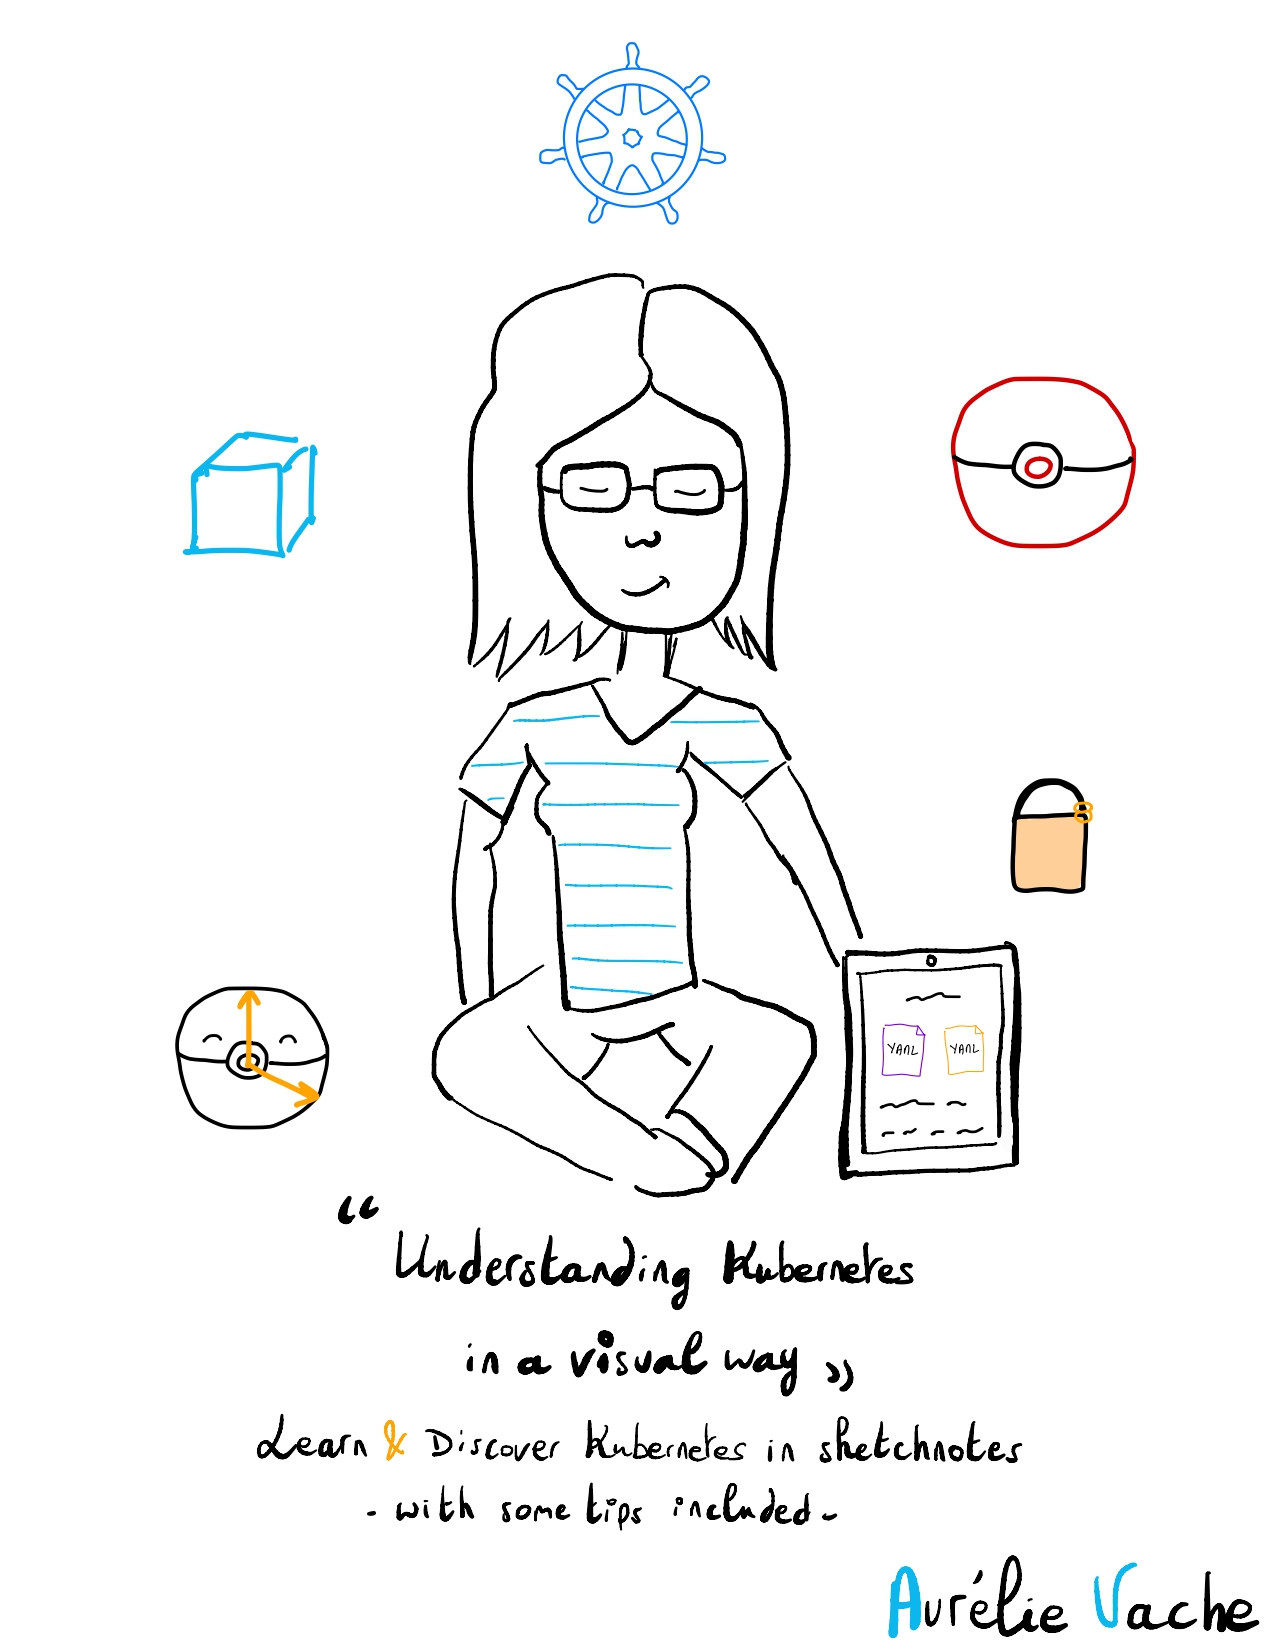 YAML YAML
“ Understanding Kubernetes
in a visual way ”
Learn & Discover Kubernetes in sketchnotes
- with some tips included -
Aurélie Vache